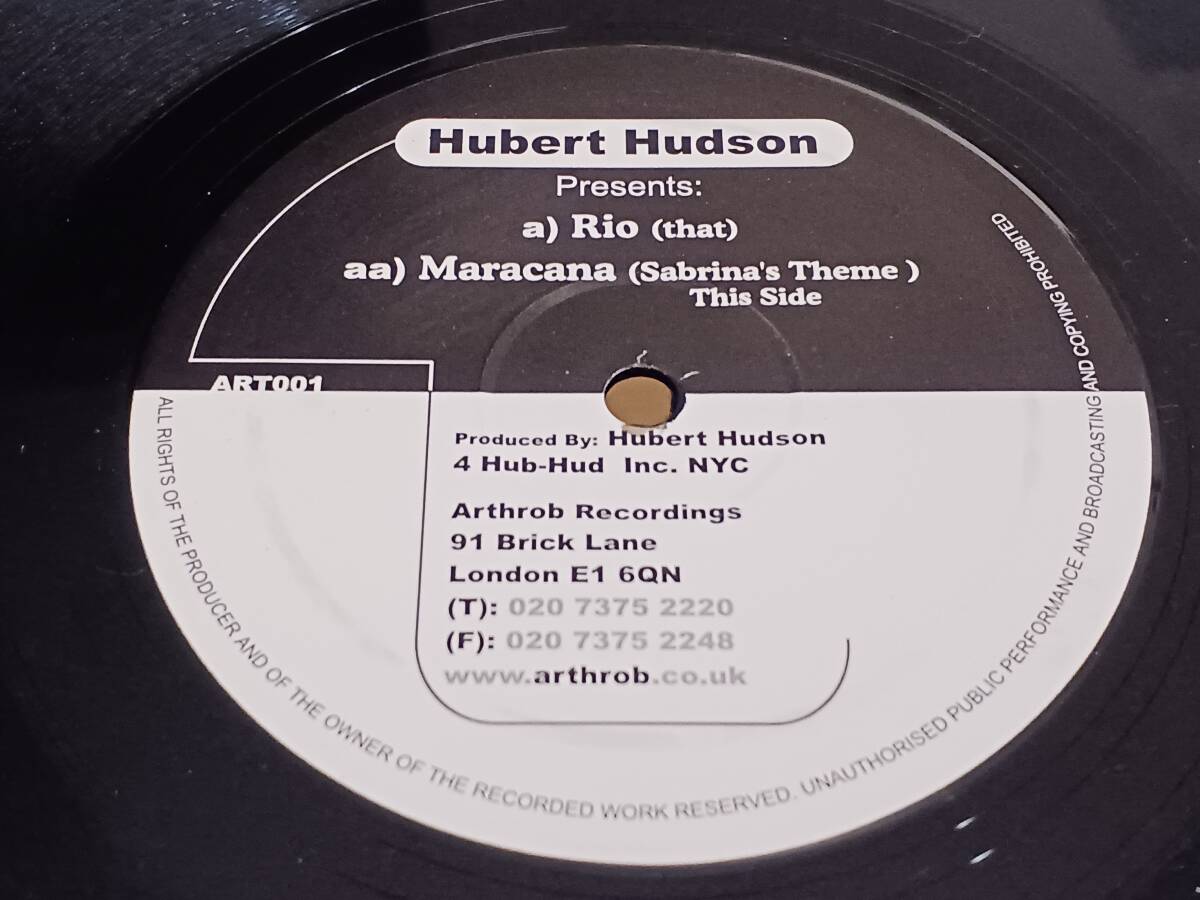 Hubert Hudson
Presents:
a) Rio (that)
aa) Maracana (Sabrina's Theme )
This Side
ART001
Produced By: Hubert Hudson
4 Hub-Hud Inc. NYC
Arthrob Recordings
91 Brick Lane
London E1 6QN
(T): 020 7375 2220
(F): 020 7375 2248
www.arthrob.co.uk
ALL RIGHTS OF THE PRODUCER AND OF THE OWNER OF THE RECORDED WORK RESERVED. UNAUTHORISED PUBLIC PERFORMANCE AND BROADCASTING AND COPYING PROHIBITED